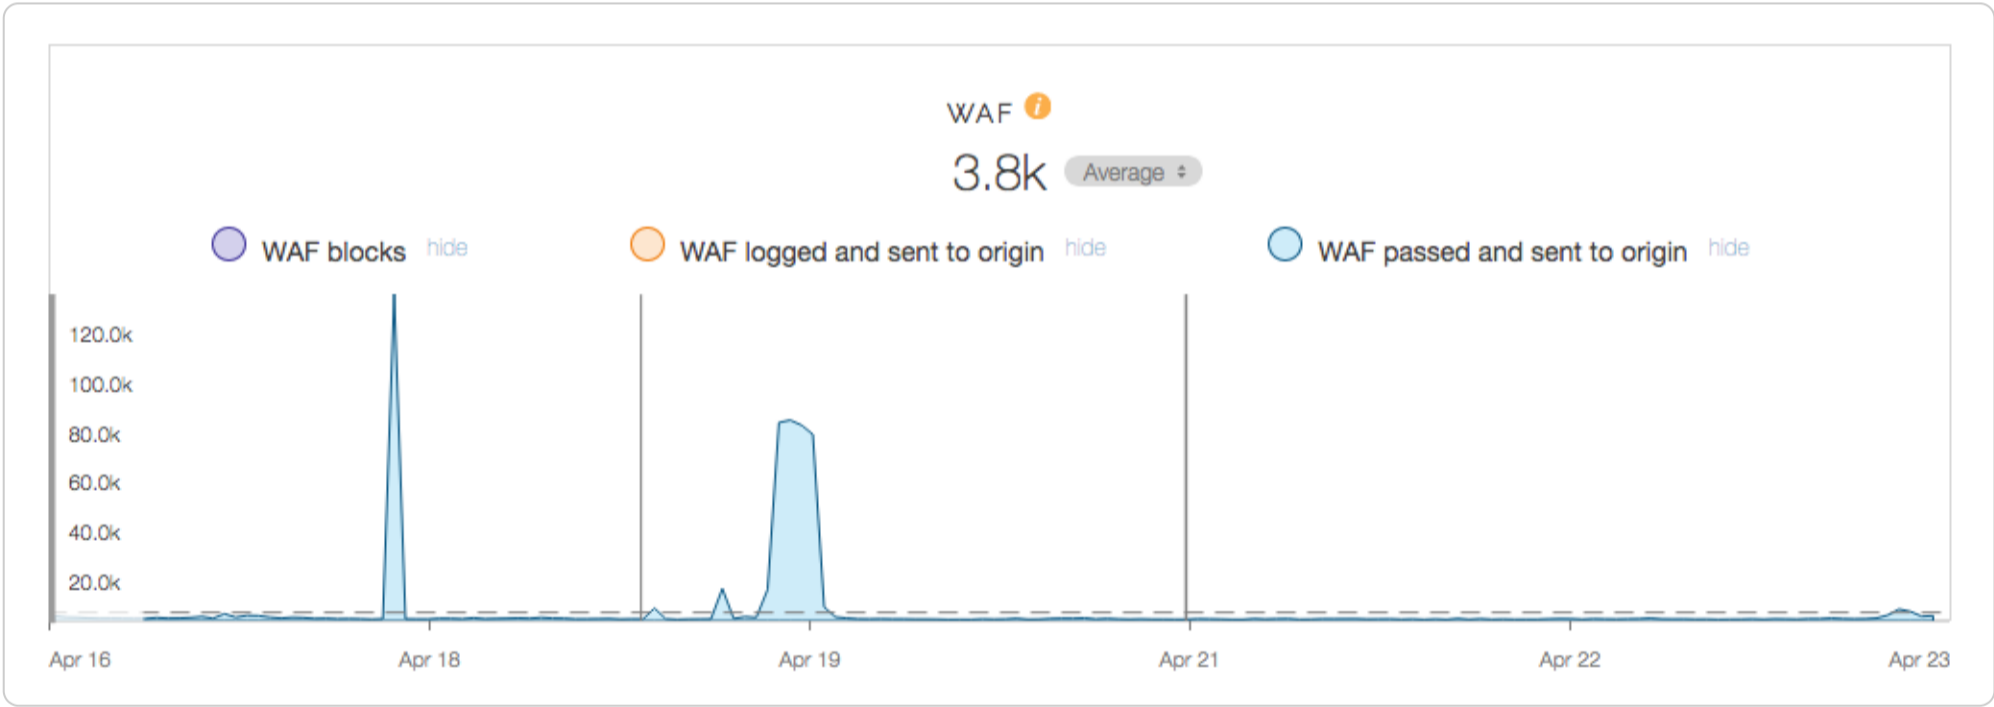 WAF i
3.8k Average
WAF blocks hide WAF logged and sent to origin hide WAF passed and sent to origin hide
120.0k
100.0k
80.0k
60.0k
40.0k
20.0k
Apr 16 Apr 18 Apr 19 Apr 21 Apr 22 Apr 23